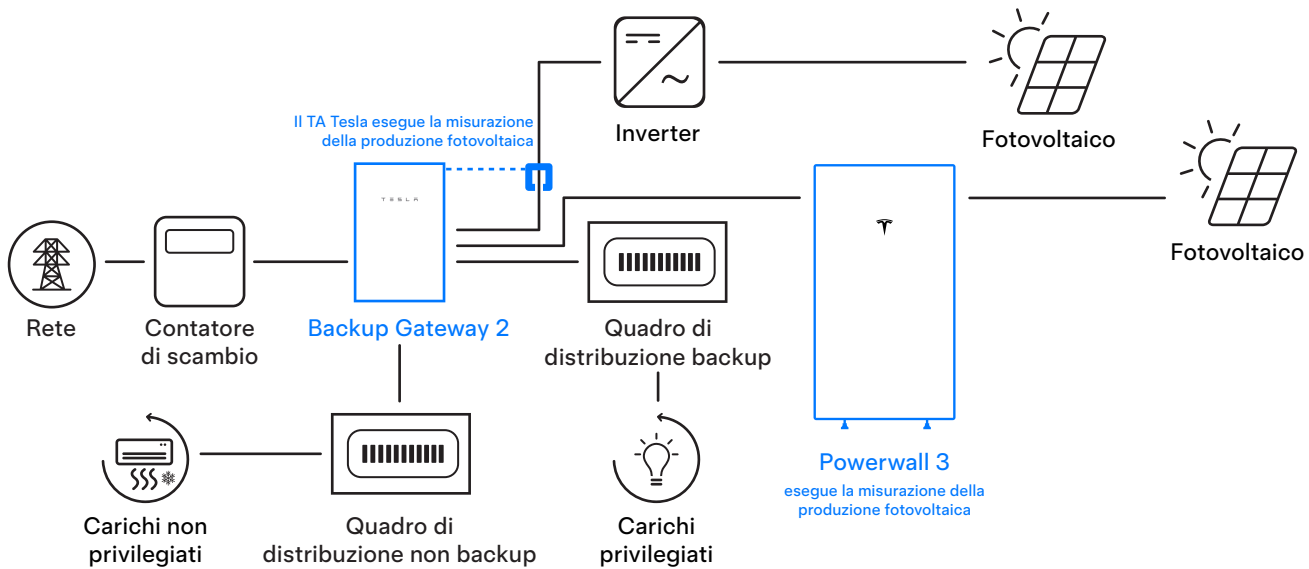 Il TA Tesla esegue la misurazione
della produzione fotovoltaica
Inverter
Fotovoltaico
TESLA
Fotovoltaico
Rete
Contatore
di scambio
Backup Gateway 2
Quadro di
distribuzione backup
Powerwall 3
esegue la misurazione della
produzione fotovoltaica
Carichi non
privilegiati
Quadro di
distribuzione non backup
Carichi
privilegiati